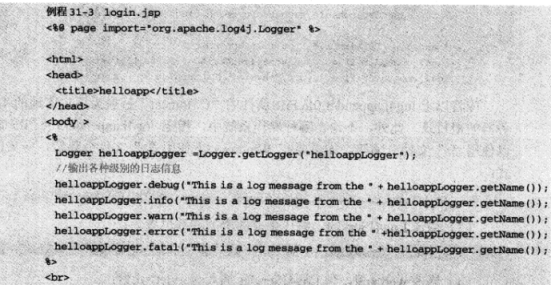 例程 31-3  login.jsp
<%@ page import="org.apache.log4j.Logger" %>
<html>
<head>
<title>helloapp</title>
</head>
<body >
<%
Logger helloappLogger =Logger.getLogger("helloappLogger");
//输出各种级别的日志信息
helloappLogger.debug("This is a log message from the " + helloappLogger.getName());
helloappLogger.info("This is a log message from the " + helloappLogger.getName());
helloappLogger.warn("This is a log message from the " + helloappLogger.getName());
helloappLogger.error("This is a log message from the " +helloappLogger.getName());
helloappLogger.fatal("This is a log message from the " + helloappLogger.getName());
%>
<br>